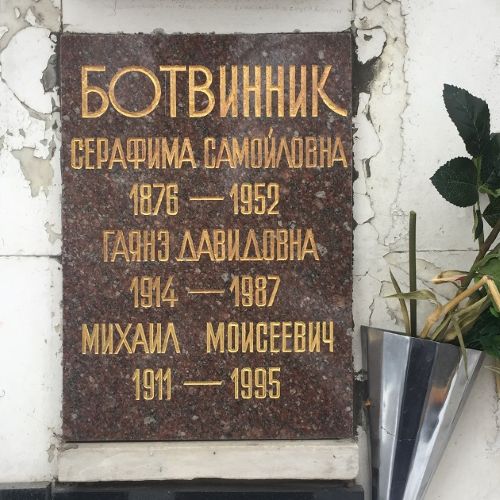 БОТВИННИК
СЕРАФИМА САМОЙЛОВНА
1876 — 1952
ГАЯНЭ ДАВИДОВНА
1914 — 1987
МИХАИЛ МОИСЕЕВИЧ
1911 — 1995